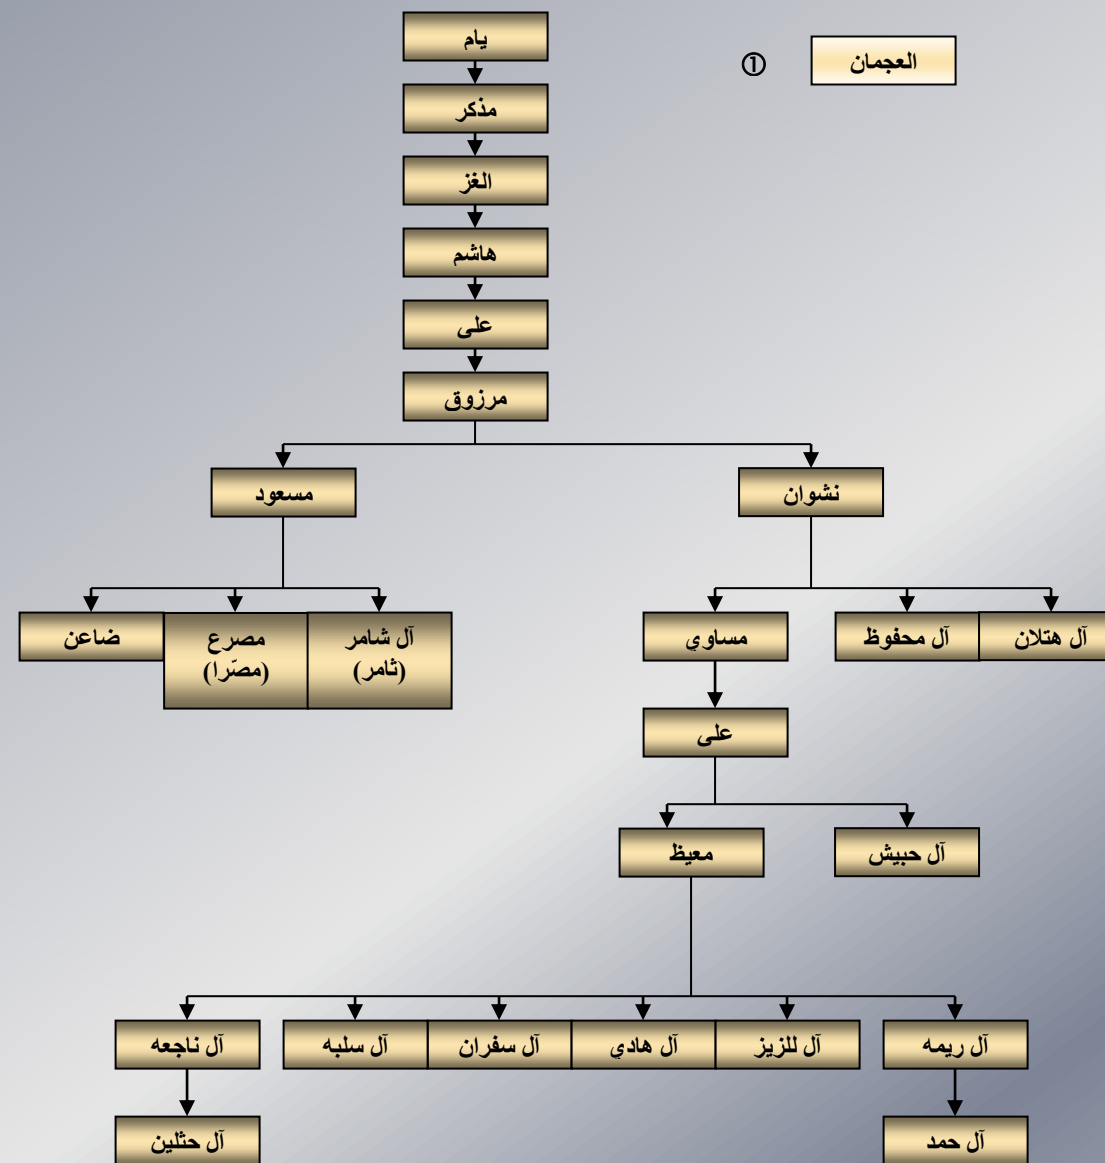 العجمان
①
يام
مذكر
الغز
هاشم
على
مرزوق
نشوان
مسعود
آل هتلان
آل محفوظ
مساوي
آل شامر
(ثامر)
مصرع
(مصّرا)
ضاعن
على
آل حبيش
معيظ
آل ريمه
آل للزيز
آل هادي
آل سفران
آل سلبه
آل ناجعه
آل حمد
آل حثلين